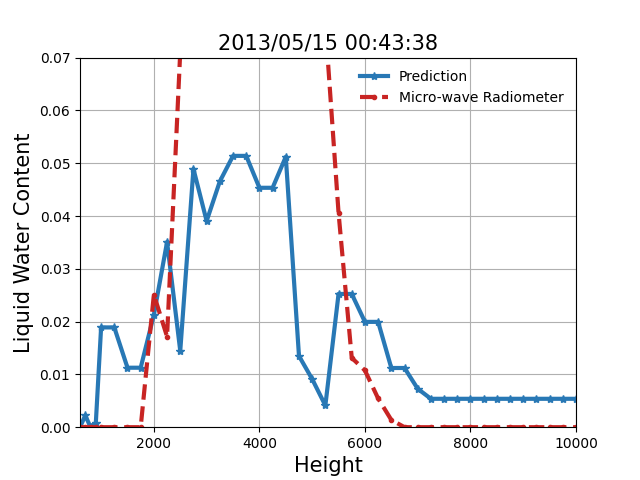 2013/05/15 00:43:38
0.07
0.06
0.05
0.04
0.03
0.02
0.01
0.00
Liquid Water Content
Prediction
Micro-wave Radiometer
2000 4000 6000 8000 10000
Height